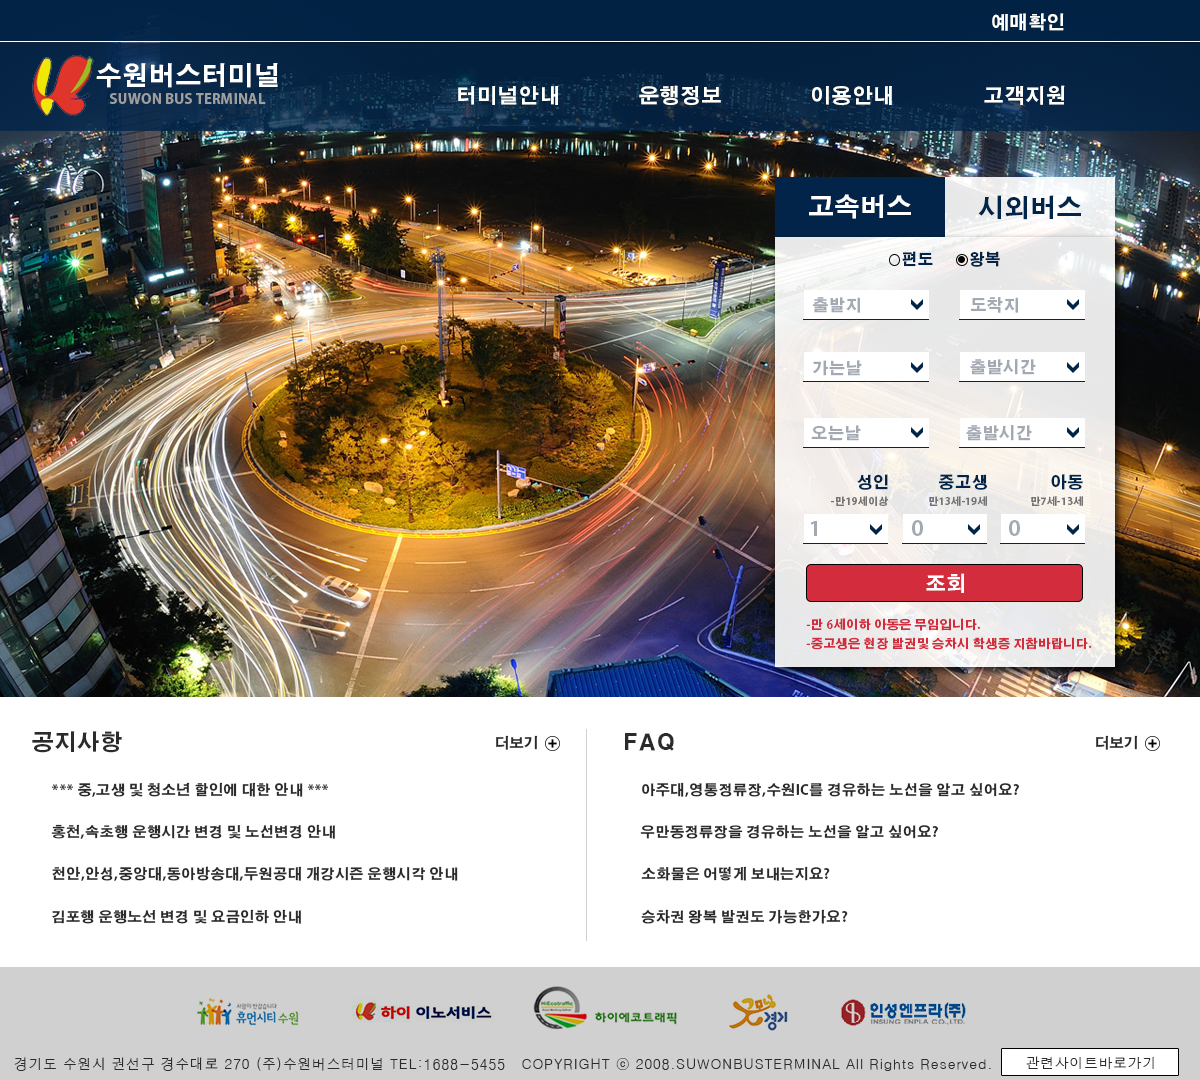 예매확인
수원버스터미널
SUWON BUS TERMINAL
터미널안내 운행정보 이용안내 고객지원
고속버스 시외버스
편도 왕복
출발지 도착지
가는날 출발시간
오는날 출발시간
성인 중고생 아동
-만19세이상 만13세-19세 만7세-13세
1 0 0
조회
-만 6세이하 아동은 무임입니다.
-중고생은 현장 발권및 승차시 학생증 지참바랍니다.
공지사항 더보기
*** 중,고생 및 청소년 할인에 대한 안내 ***
홍천,속초행 운행시간 변경 및 노선변경 안내
천안,안성,중앙대,동아방송대,두원공대 개강시즌 운행시각 안내
김포행 운행노선 변경 및 요금인하 안내
FAQ 더보기
아주대,영통정류장,수원IC를 경유하는 노선을 알고 싶어요?
우만동정류장을 경유하는 노선을 알고 싶어요?
소화물은 어떻게 보내는지요?
승차권 왕복 발권도 가능한가요?
사람이 반갑습니다
휴먼시티 수원
하이 이노서비스
HiEcotraffic
하이에코트래픽
경기
인성엔프라(주)
INSUNG ENPLA CO.,LTD.
경기도 수원시 권선구 경수대로 270 (주)수원버스터미널 TEL:1688-5455 COPYRIGHT ⓒ 2008.SUWONBUSTERMINAL All Rights Reserved.
관련사이트바로가기